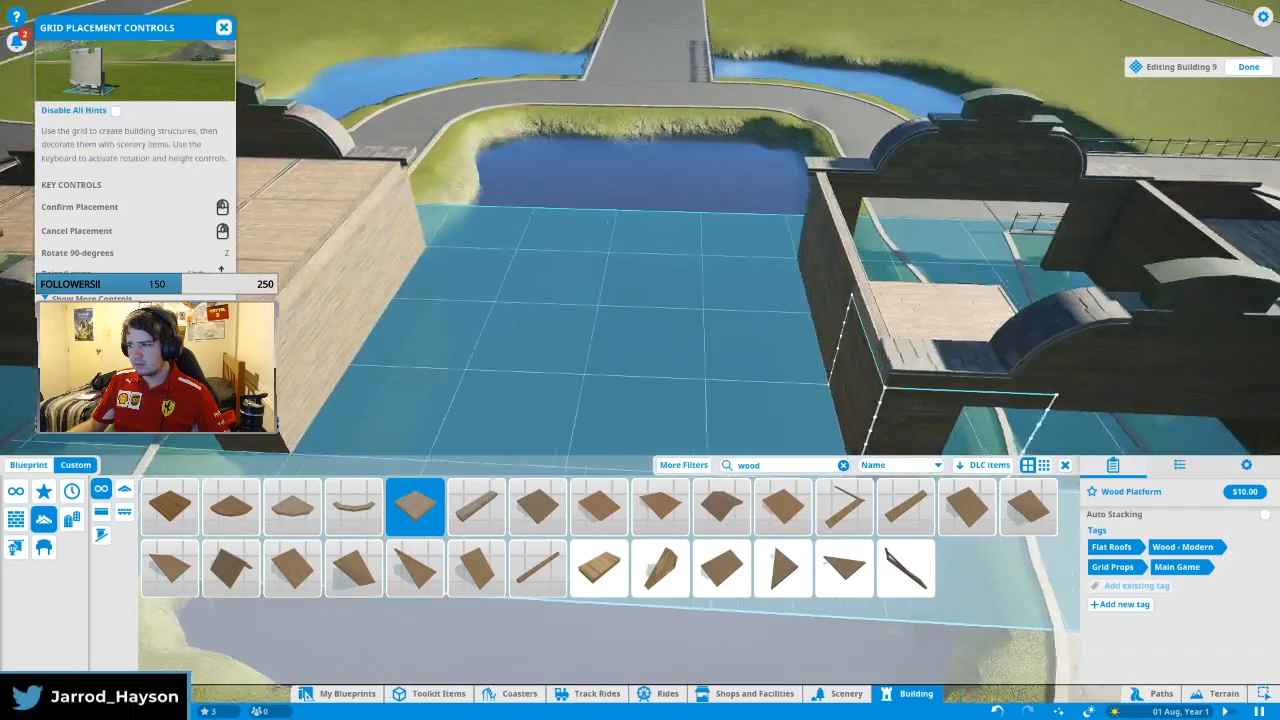 ?
2
GRID PLACEMENT CONTROLS
Disable All Hints
Use the grid to create building structures, then
decorate them with scenery items. Use the
keyboard to activate rotation and height controls.
KEY CONTROLS
Confirm Placement
Cancel Placement
Rotate 90-degrees Z
FOLLOWERS!! 150 250
Show More Controls
Editing Building 9 Done
Blueprint Custom
More Filters wood Name DLC items
Wood Platform $10.00
Auto Stacking
Tags
Flat Roofs Wood - Modern
Grid Props Main Game
Add existing tag
+Add new tag
Jarrod_Hayson
My Blueprints Toolkit Items Coasters Track Rides Rides Shops and Facilities Scenery Building Paths Terrain
3 0 01 Aug, Year 1